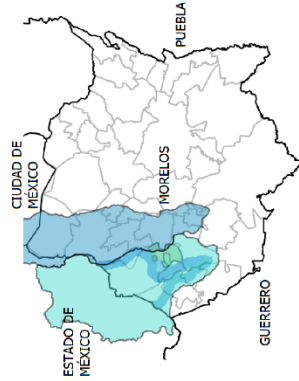 CIUDAD DE
MÉXICO
PUEBLA
MORELOS
ESTADO DE
MÉXICO
GUERRERO